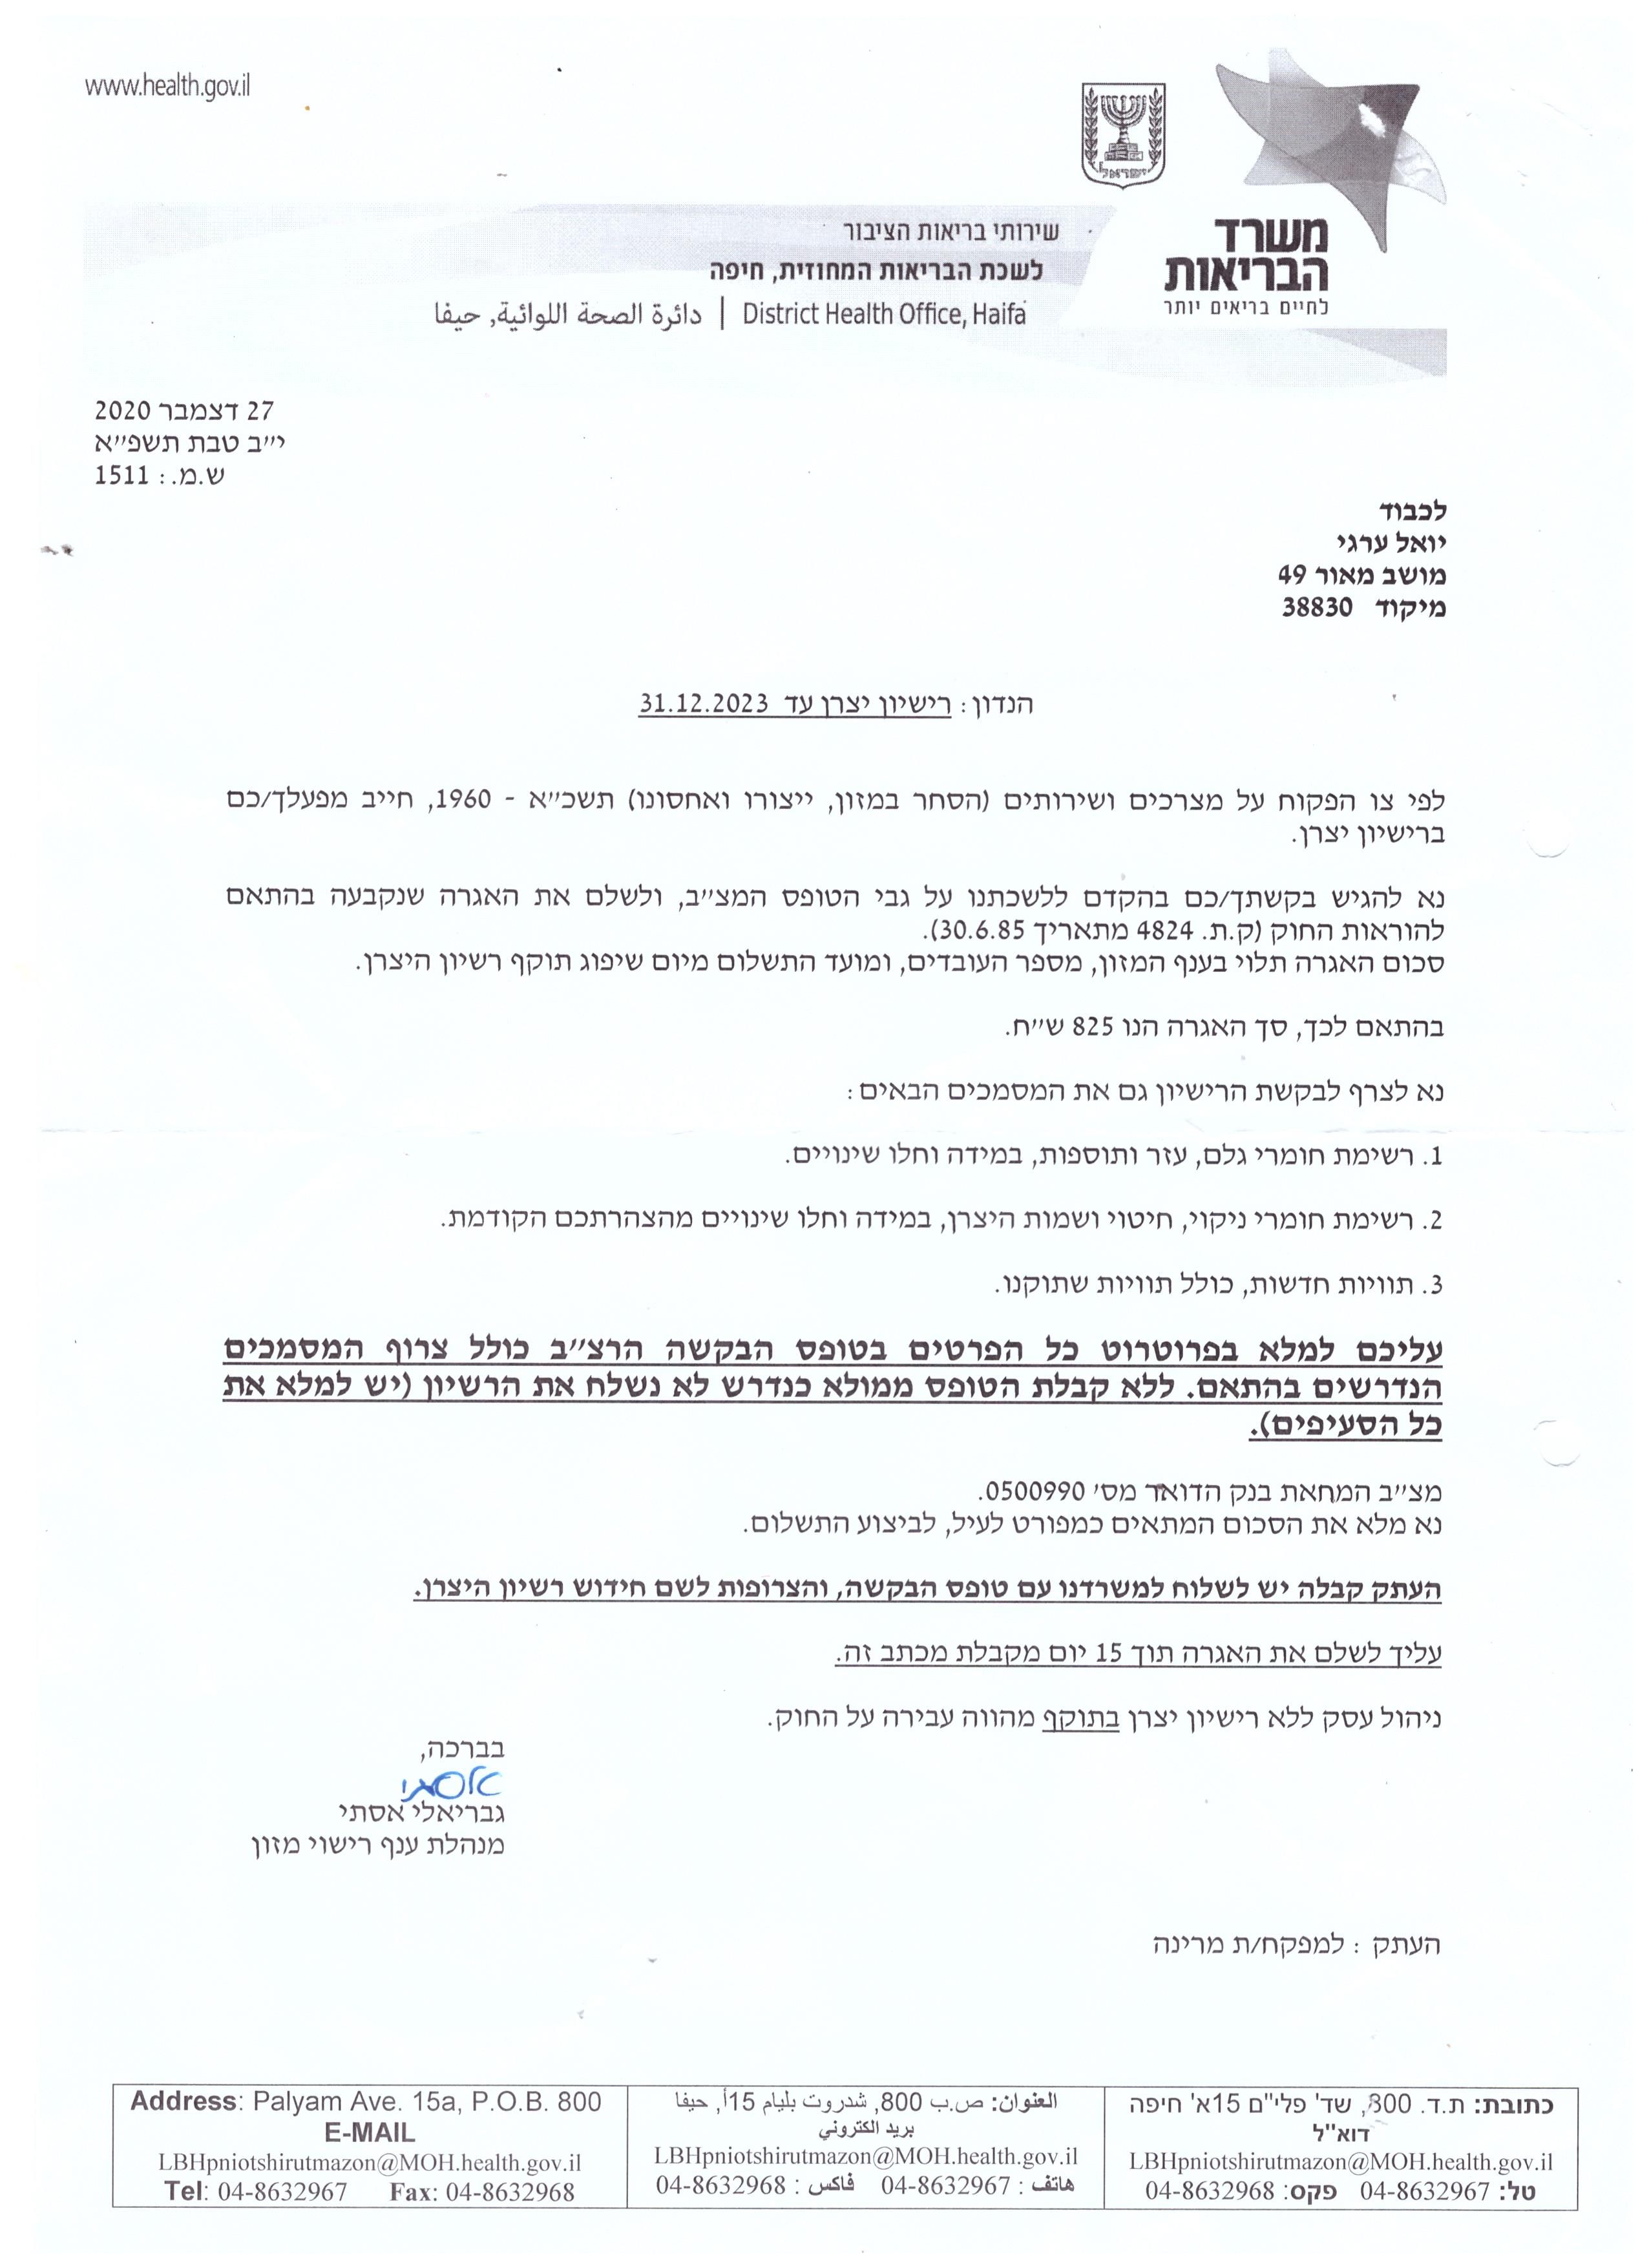 www.health.gov.il
ישראל
משרד
הבריאות
לחיים בריאים יותר
שירותי בריאות הציבור
לשכת הבריאות המחוזית, חיפה
District Health Office, Haifa | دائرة الصحة اللوائية, حيفا
27 דצמבר 2020
י״ב טבת תשפ״א
ש.מ.: 1511
לכבוד
יואל ערגי
מושב מאור 49
מיקוד 38830
הנדון: רישיון יצרן עד 31.12.2023
לפי צו הפקוח על מצרכים ושירותים (הסחר במזון, ייצורו ואחסונו) תשכ״א - 1960, חייב מפעלך/כם
ברישיון יצרן.
נא להגיש בקשתך/כם בהקדם ללשכתנו על גבי הטופס המצ״ב, ולשלם את האגרה שנקבעה בהתאם
להוראות החוק (ק.ת. 4824 מתאריך 30.6.85).
סכום האגרה תלוי בענף המזון, מספר העובדים, ומועד התשלום מיום שיפוג תוקף רשיון היצרן.
בהתאם לכך, סך האגרה הנו 825 ש״ח.
נא לצרף לבקשת הרישיון גם את המסמכים הבאים:
1. רשימת חומרי גלם, עזר ותוספות, במידה וחלו שינויים.
2. רשימת חומרי ניקוי, חיטוי ושמות היצרן, במידה וחלו שינויים מהצהרתכם הקודמת.
3. תוויות חדשות, כולל תוויות שתוקנו.
עליכם למלא בפרוטרוט כל הפרטים בטופס הבקשה הרצ״ב כולל צרוף המסמכים
הנדרשים בהתאם. ללא קבלת הטופס ממולא כנדרש לא נשלח את הרשיון (יש למלא את
כל הסעיפים).
מצ״ב המחאת בנק הדואר מס׳ 0500990.
נא מלא את הסכום המתאים כמפורט לעיל, לביצוע התשלום.
העתק קבלה יש לשלוח למשרדנו עם טופס הבקשה, והצרופות לשם חידוש רשיון היצרן.
עליך לשלם את האגרה תוך 15 יום מקבלת מכתב זה.
ניהול עסק ללא רישיון יצרן בתוקף מהווה עבירה על החוק.
בברכה,
אסתי
גבריאלי אסתי
מנהלת ענף רישוי מזון
העתק: למפקח/ת מרינה
כתובת: ת.ד. 800, שד' פלי"ם 15א' חיפה
דוא"ל
LBHpniotshirutmazon@MOH.health.gov.il
טל: 04-8632967 פקס: 04-8632968
العنوان: ص.ب 800, شدروت بليام 15أ, حيفا
بريد الكتروني
LBHpniotshirutmazon@MOH.health.gov.il
هاتف: 04-8632967 فاكس: 04-8632968
Address: Palyam Ave. 15a, P.O.B. 800
E-MAIL
LBHpniotshirutmazon@MOH.health.gov.il
Tel: 04-8632967 Fax: 04-8632968